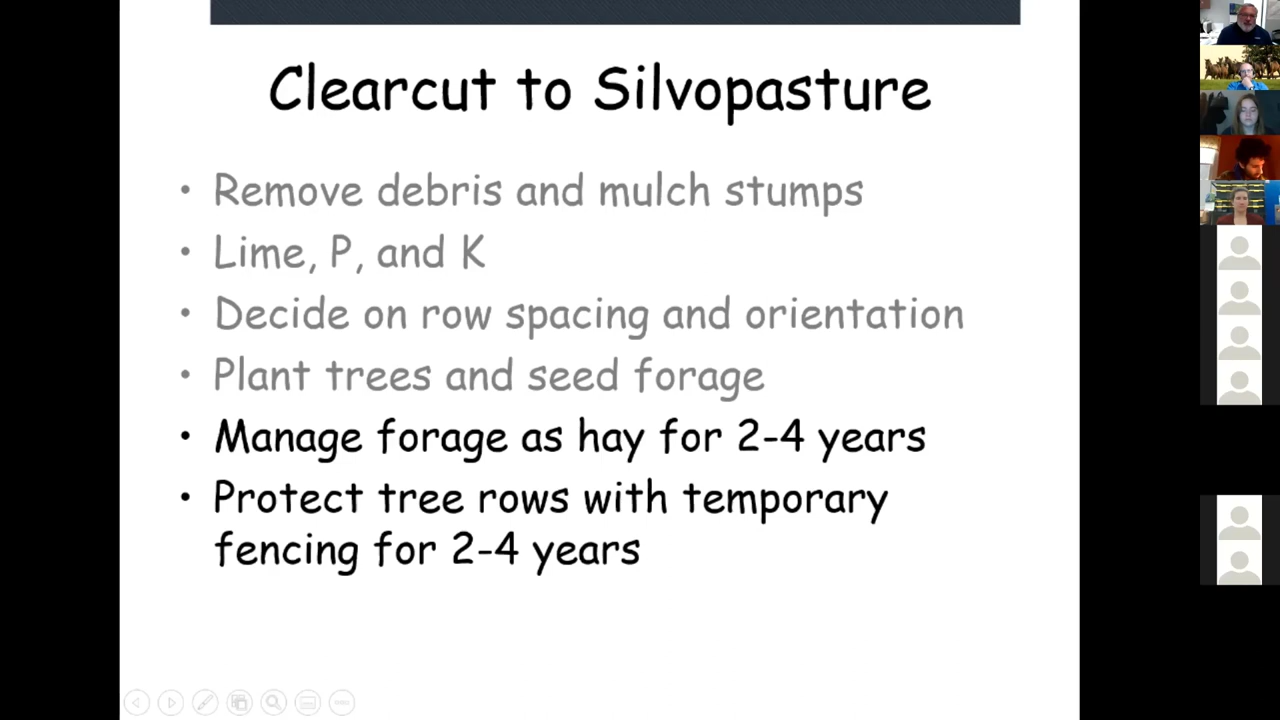 Clearcut to Silvopasture
• Remove debris and mulch stumps
• Lime, P, and K
• Decide on row spacing and orientation
• Plant trees and seed forage
• Manage forage as hay for 2-4 years
• Protect tree rows with temporary
fencing for 2-4 years